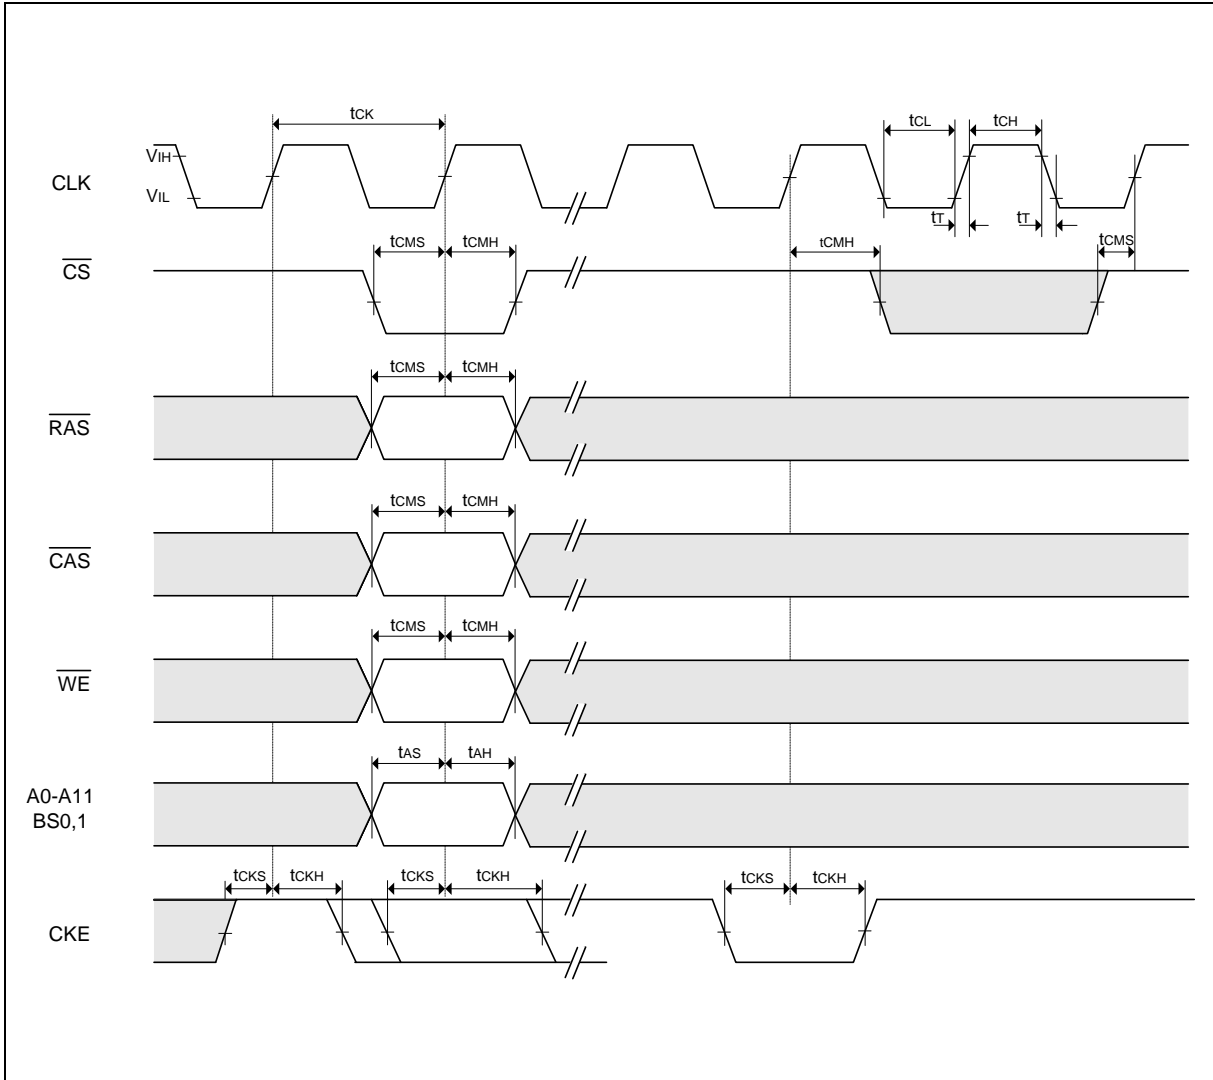 tCK
tCL
tCH
VIH
CLK
VIL
tT
tT
tCMS
tCMH
tCMH
tCMS
CS
tCMS
tCMH
RAS
tCMS
tCMH
CAS
tCMS
tCMH
WE
tAS
tAH
A0-A11
BS0,1
tCKS
tCKH
tCKS
tCKH
tCKS
tCKH
CKE